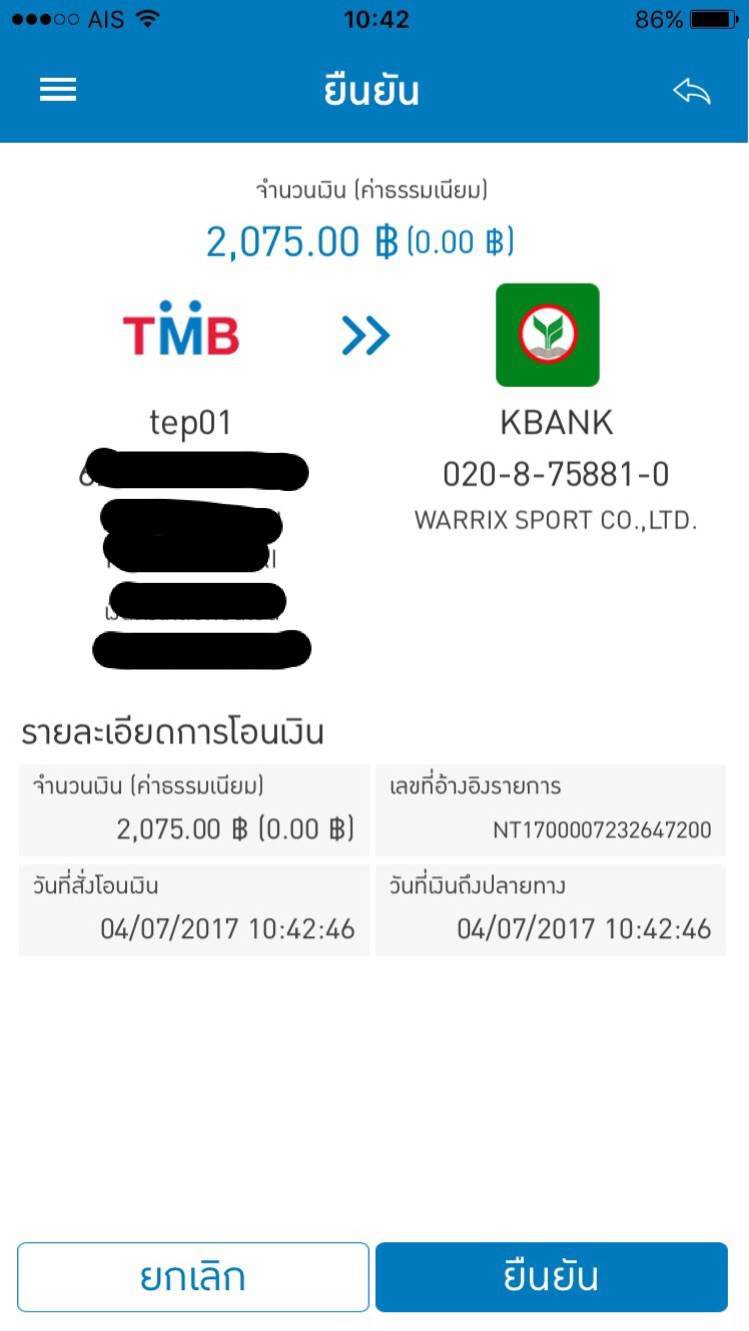 AIS 10:42 86%
ยืนยัน
จำนวนเงิน (ค่าธรรมเนียม)
2,075.00 ฿ (0.00 ฿)
TMB
tep01
KBANK
020-8-75881-0
WARRIX SPORT CO.,LTD.
รายละเอียดการโอนเงิน
จำนวนเงิน (ค่าธรรมเนียม)
2,075.00 ฿ (0.00 ฿)
เลขที่อ้างอิงรายการ
NT1700007232647200
วันที่สั่งโอนเงิน
04/07/2017 10:42:46
วันที่เงินถึงปลายทาง
04/07/2017 10:42:46
ยกเลิก
ยืนยัน